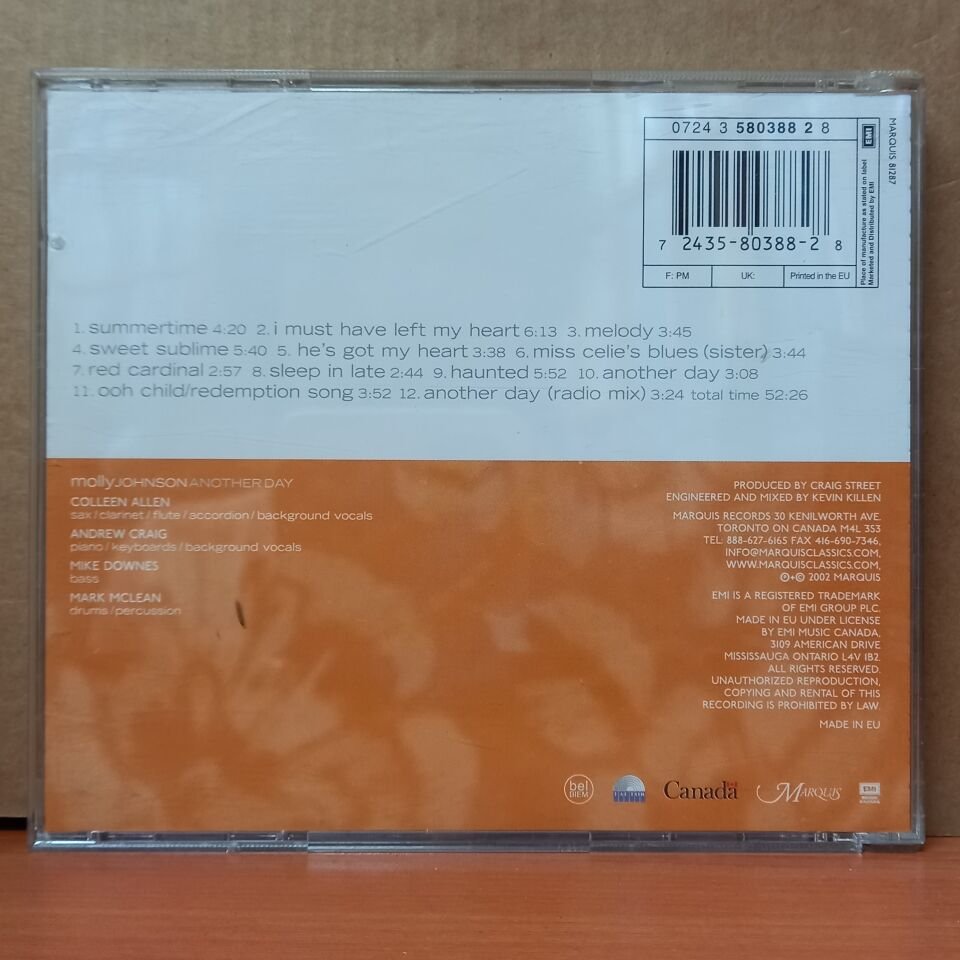 0724 3 580388 2 8
EMI
MARQUIS 81287
Place of manufacture as stated on label
Marketed and Distributed by EMI
7 2435-80388-2 8
F: PM UK: Printed in the EU
1. summertime 4:20 2. i must have left my heart 6:13 3. melody 3:45
4. sweet sublime 5:40 5. he's got my heart 3:38 6. miss celie's blues (sister) 3:44
7. red cardinal 2:57 8. sleep in late 2:44 9. haunted 5:52 10. another day 3:08
11. ooh child/redemption song 3:52 12. another day (radio mix) 3:24 total time 52:26
mollyJOHNSONANOTHERDAY
COLLEEN ALLEN
sax/clarinet/flute/accordion/background vocals
ANDREW CRAIG
piano/keyboards/background vocals
MIKE DOWNES
bass
MARK MCLEAN
drums/percussion
PRODUCED BY CRAIG STREET
ENGINEERED AND MIXED BY KEVIN KILLEN
MARQUIS RECORDS 30 KENILWORTH AVE.
TORONTO ON CANADA M4L 3S3
TEL: 888-627-6165 FAX 416-690-7346,
INFO@MARQUISCLASSICS.COM,
WWW.MARQUISCLASSICS.COM,
℗+© 2002 MARQUIS
EMI IS A REGISTERED TRADEMARK
OF EMI GROUP PLC.
MADE IN EU UNDER LICENSE
BY EMI MUSIC CANADA,
3109 AMERICAN DRIVE
MISSISSAUGA ONTARIO L4V 1B2.
ALL RIGHTS RESERVED.
UNAUTHORIZED REPRODUCTION,
COPYING AND RENTAL OF THIS
RECORDING IS PROHIBITED BY LAW.
MADE IN EU
bel
BIEM
Canada
MARQUIS
EMI